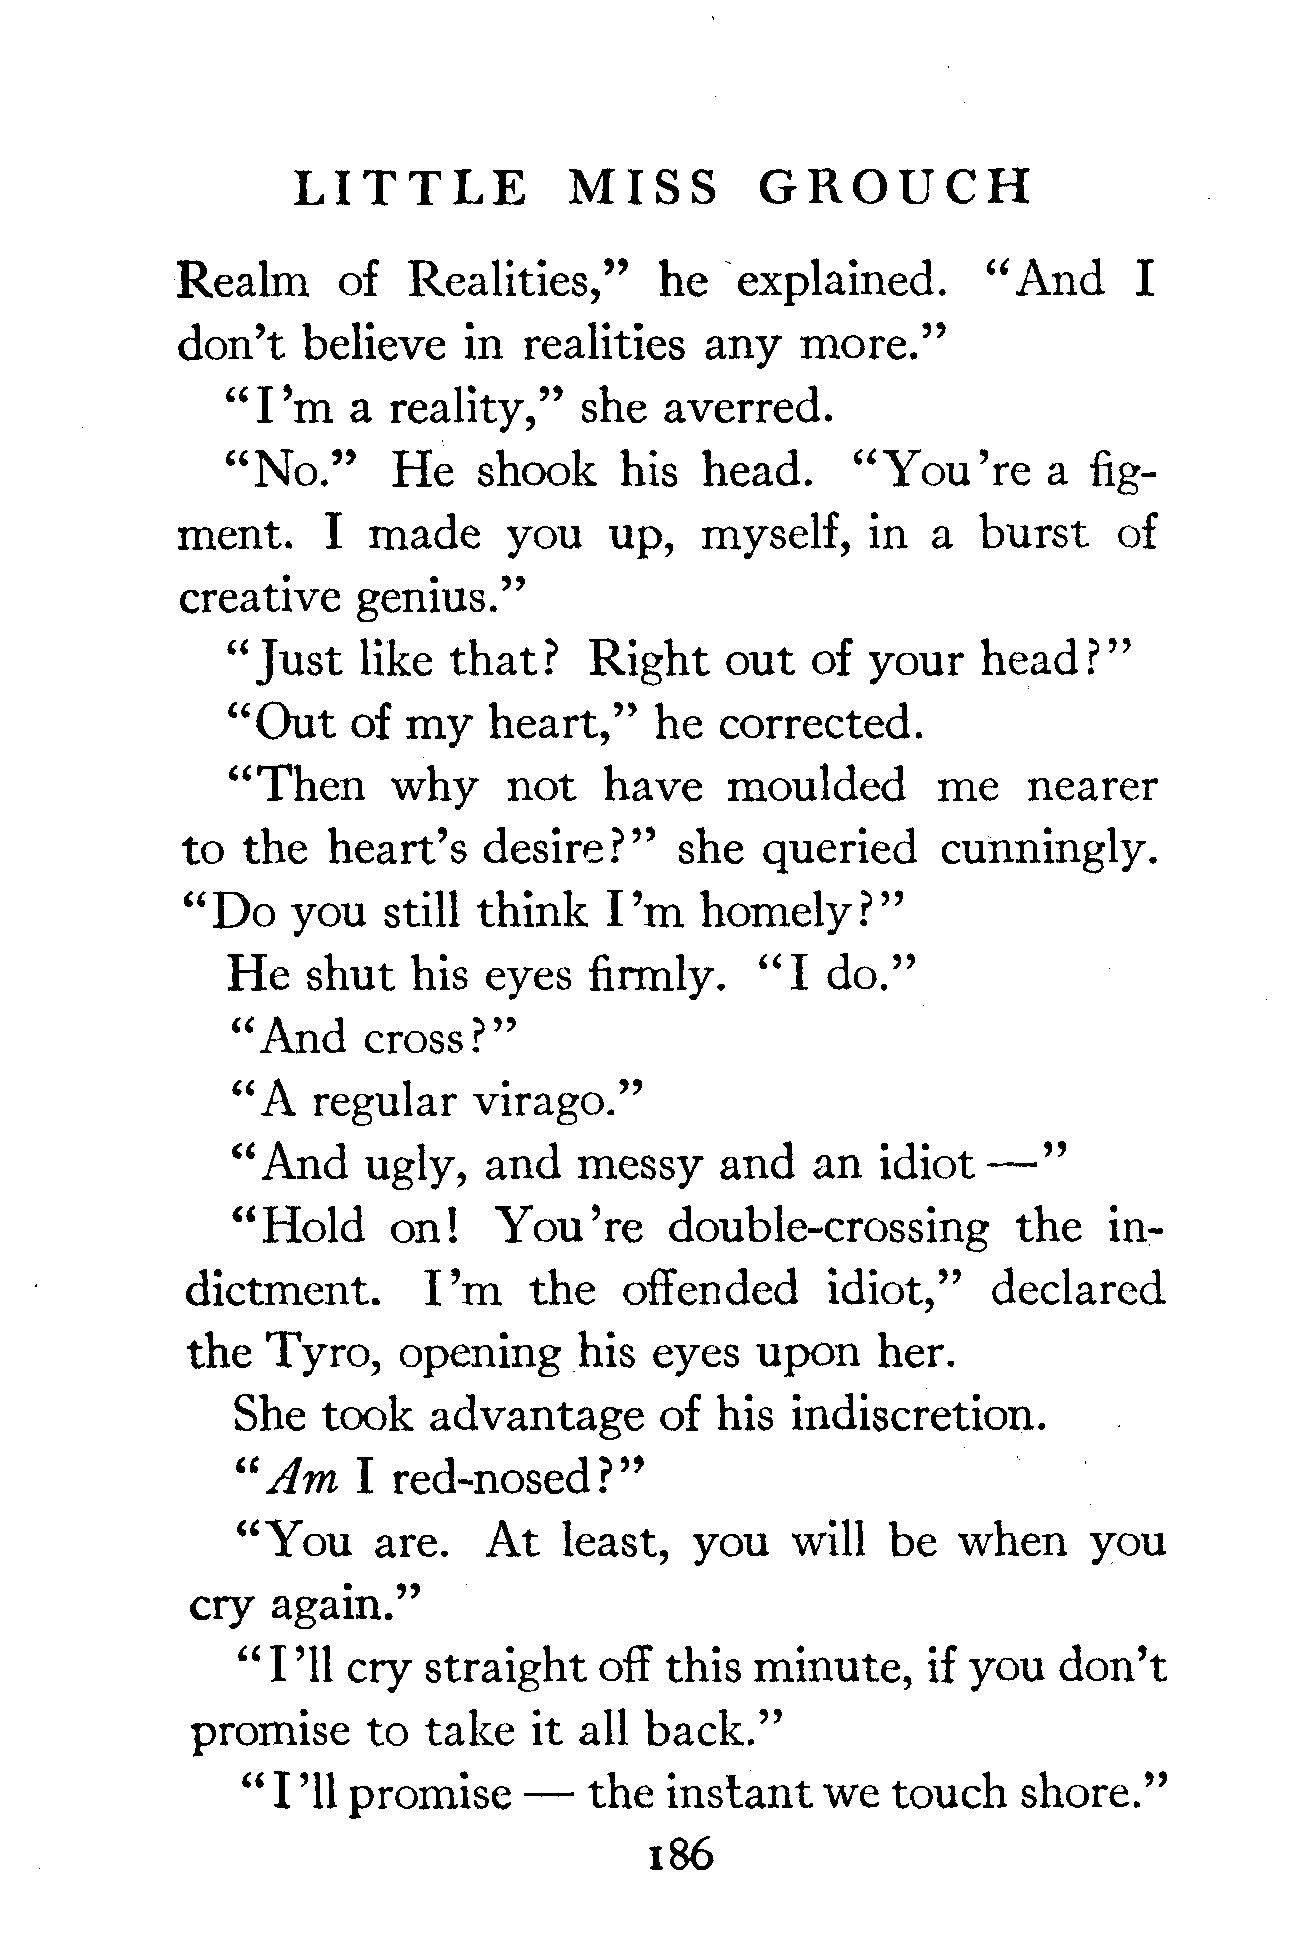 LITTLE MISS GROUCH
Realm of Realities,” he explained. “And I
don’t believe in realities any more.”
“I’m a reality,” she averred.
“No.” He shook his head. “You’re a fig-
ment. I made you up, myself, in a burst of
creative genius.”
“Just like that? Right out of your head?”
“Out of my heart,” he corrected.
“Then why not have moulded me nearer
to the heart’s desire?” she queried cunningly.
“Do you still think I’m homely?”
He shut his eyes firmly. “I do.”
“And cross?”
“A regular virago.”
“And ugly, and messy and an idiot —”
“Hold on! You’re double-crossing the in-
dictment. I’m the offended idiot,” declared
the Tyro, opening his eyes upon her.
She took advantage of his indiscretion.
“Am I red-nosed?”
“You are. At least, you will be when you
cry again.”
“I’ll cry straight off this minute, if you don’t
promise to take it all back.”
“I’ll promise — the instant we touch shore.”
186